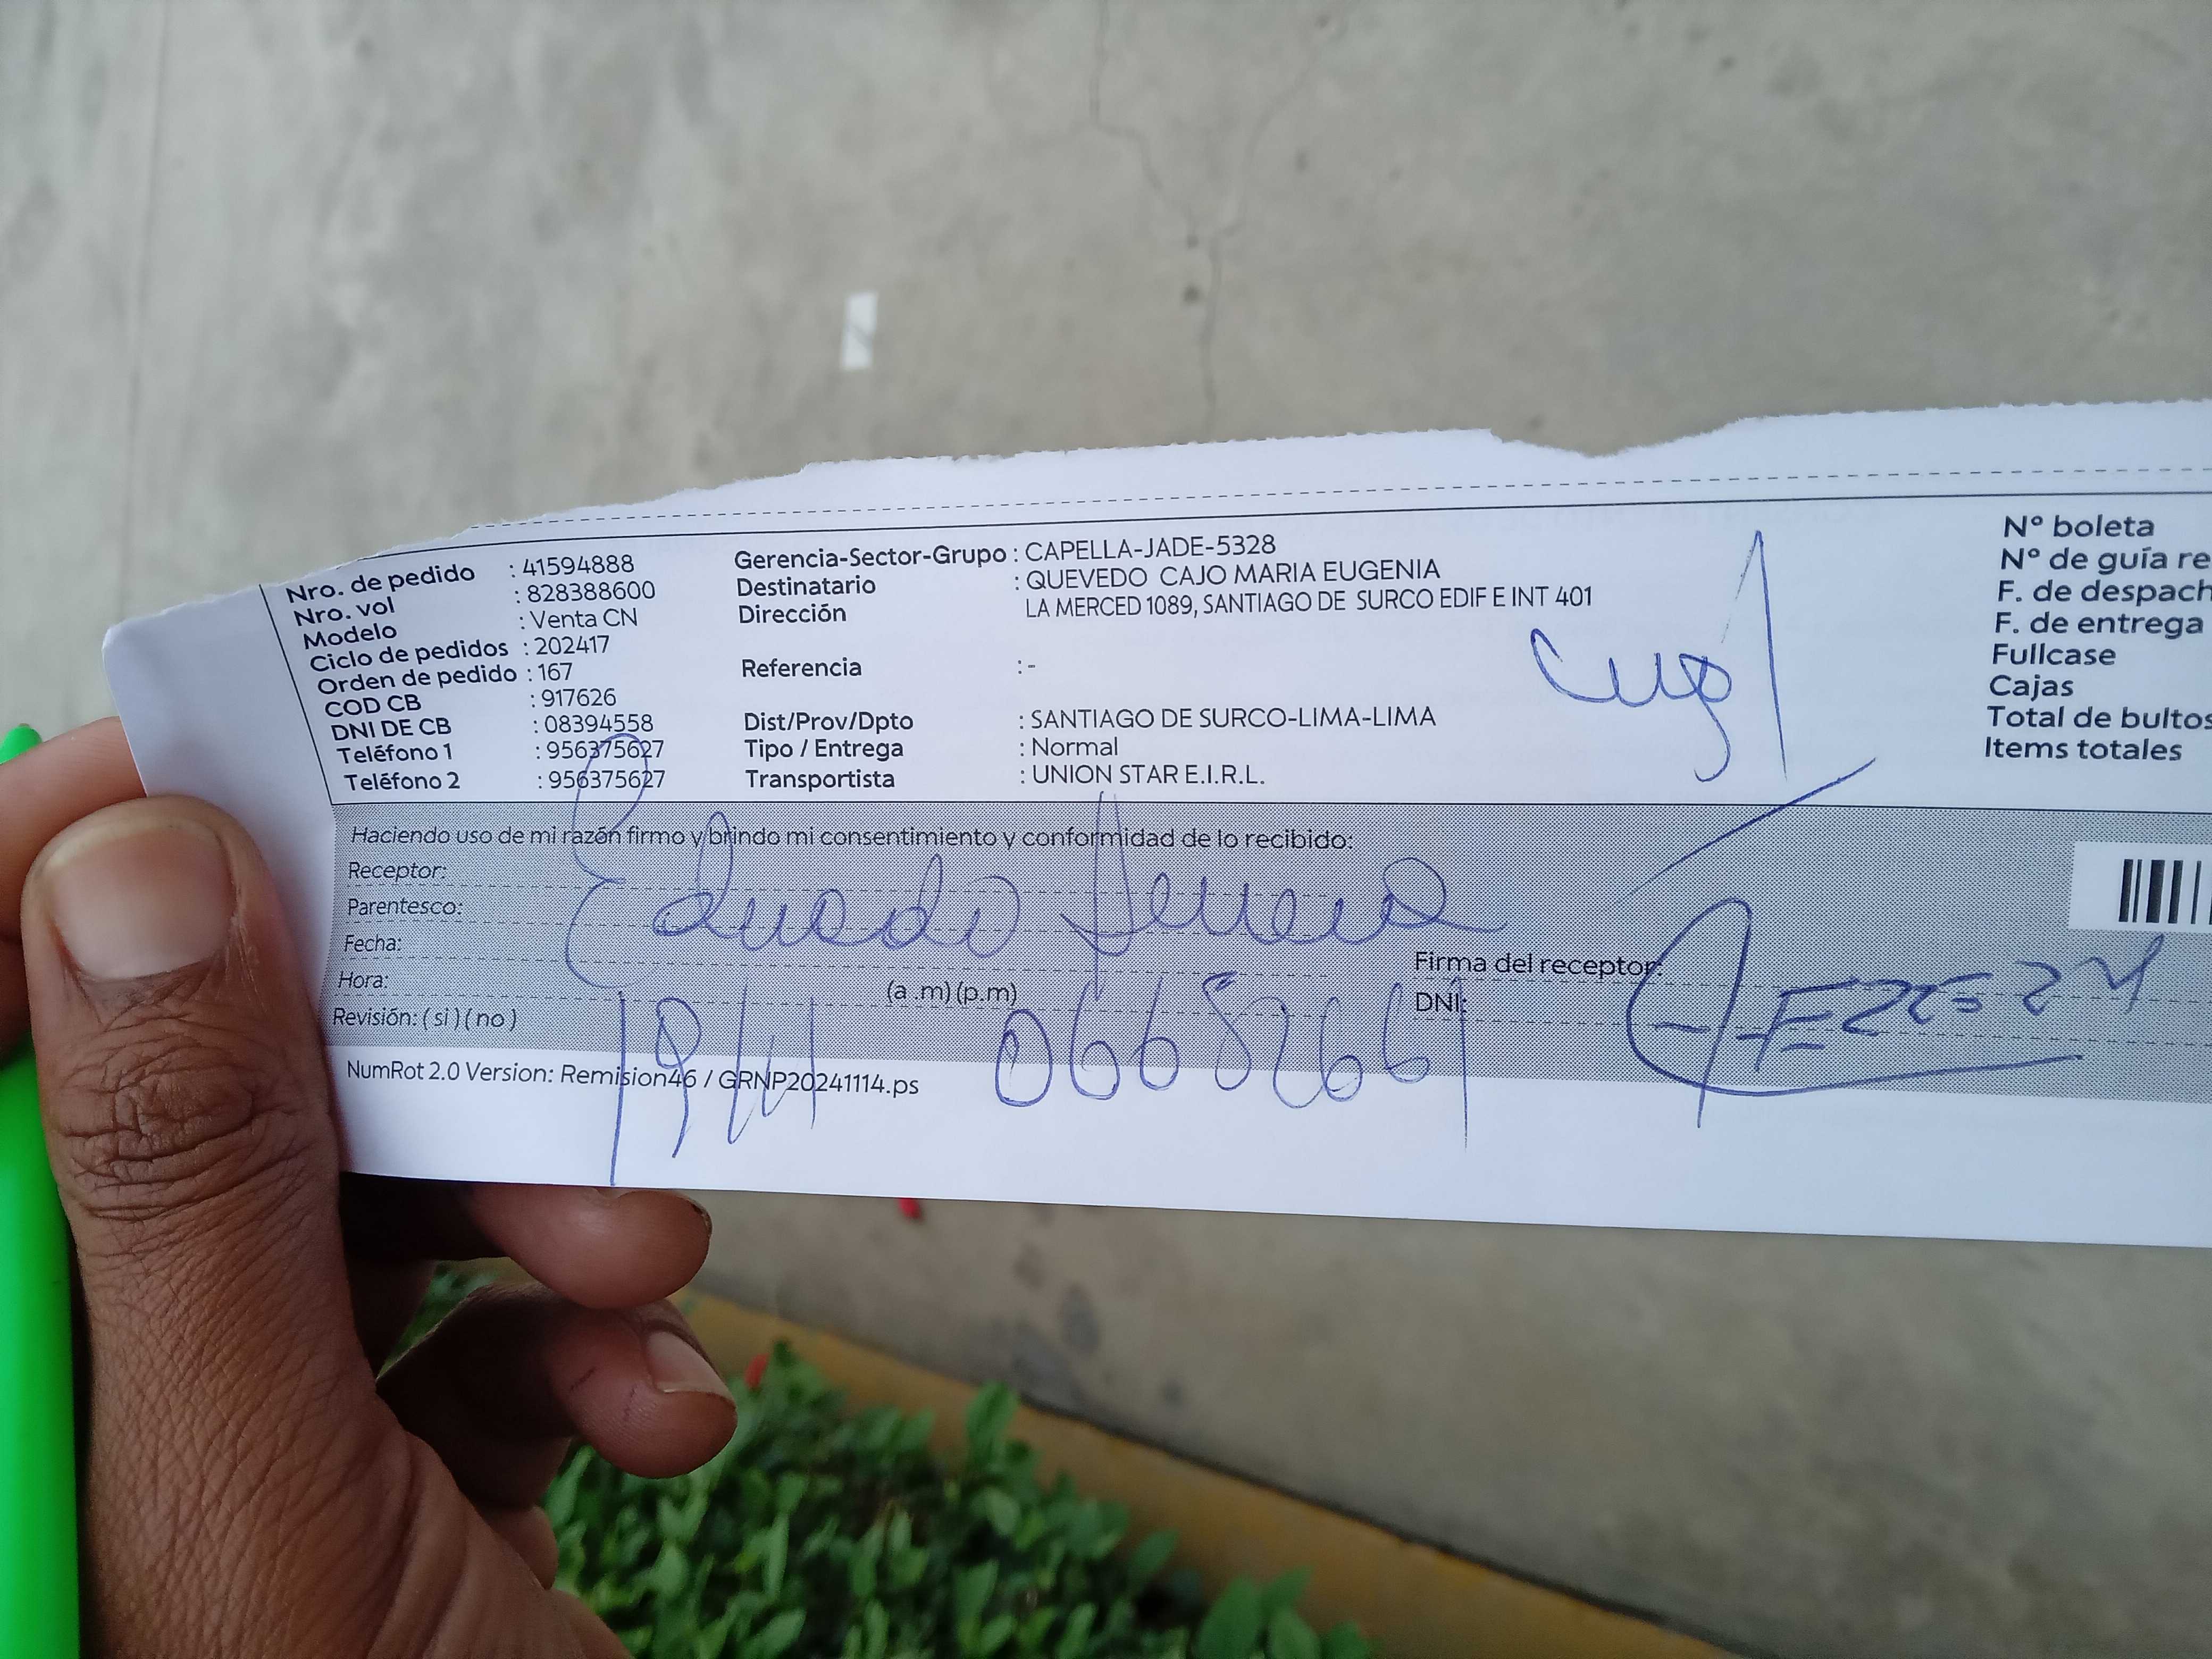 Nro. de pedido : 41594888
Nro. vol : 828388600
Modelo : Venta CN
Ciclo de pedidos : 202417
Orden de pedido : 167
COD CB : 917626
DNI DE CB : 08394558
Teléfono 1 : 956375627
Teléfono 2 : 956375627
Gerencia-Sector-Grupo : CAPELLA-JADE-5328
Destinatario : QUEVEDO CAJO MARIA EUGENIA
Dirección LA MERCED 1089, SANTIAGO DE SURCO EDIF E INT 401
Referencia : -
Dist/Prov/Dpto : SANTIAGO DE SURCO-LIMA-LIMA
Tipo / Entrega : Normal
Transportista : UNION STAR E.I.R.L.
N° boleta
N° de guía re
F. de despach
F. de entrega
Fullcase
Cajas
Total de bultos
Items totales
Haciendo uso de mi razón firmo y brindo mi consentimiento y conformidad de lo recibido:
Receptor:
Parentesco:
Eduardo
Fecha:
Hora: (a .m) (p.m)
Revisión: ( si ) ( no )
Firma del receptor:
DNI:
19/11
NumRot 2.0 Version: Remision46 / GRNP20241114.ps